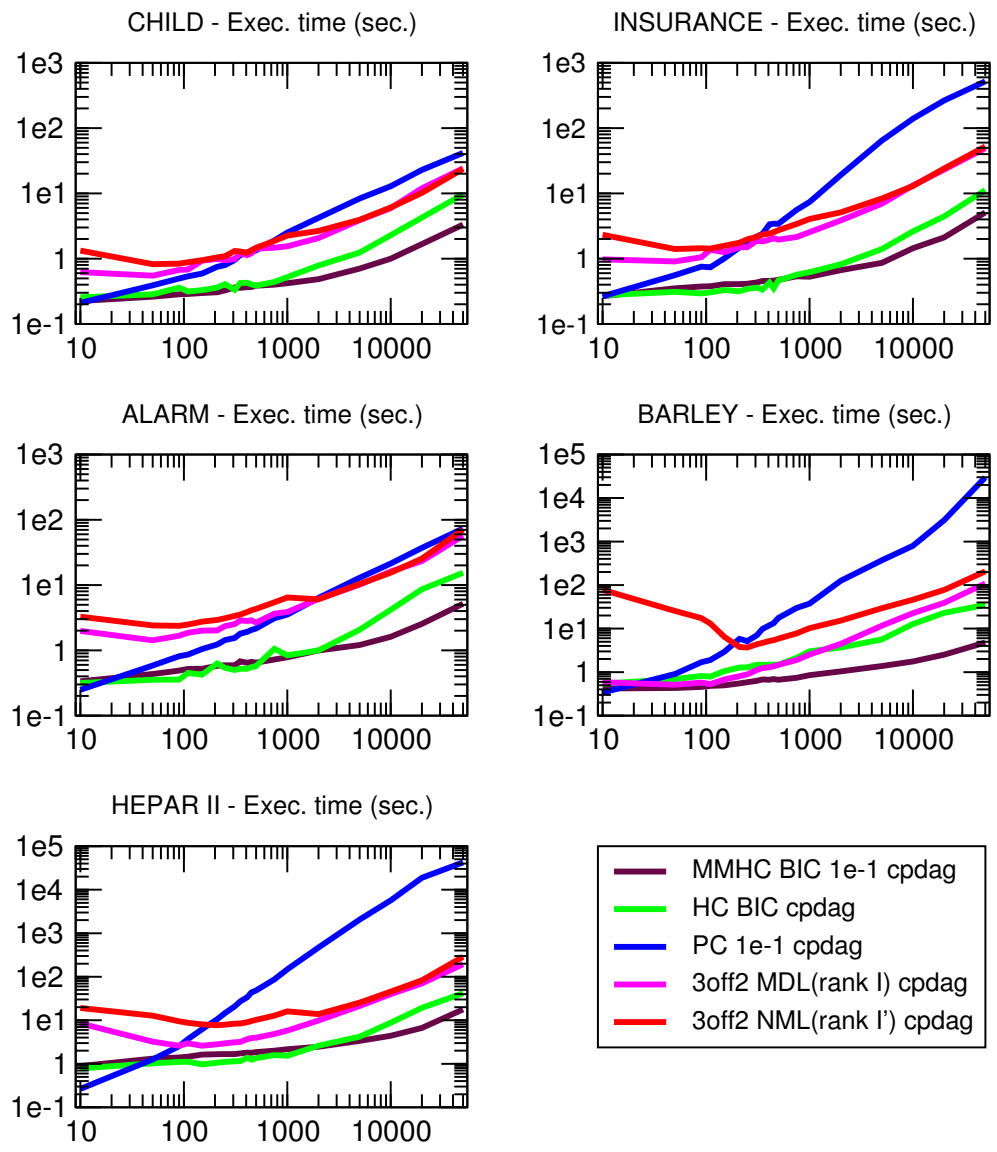 CHILD - Exec. time (sec.)
1e3
1e2
1e1
1
1e-1
10 100 1000 10000
INSURANCE - Exec. time (sec.)
1e3
1e2
1e1
1
1e-1
10 100 1000 10000
ALARM - Exec. time (sec.)
1e3
1e2
1e1
1
1e-1
10 100 1000 10000
BARLEY - Exec. time (sec.)
1e5
1e4
1e3
1e2
1e1
1
1e-1
10 100 1000 10000
HEPAR II - Exec. time (sec.)
1e5
1e4
1e3
1e2
1e1
1
1e-1
10 100 1000 10000
MMHC BIC 1e-1 cpdag
HC BIC cpdag
PC 1e-1 cpdag
3off2 MDL(rank I) cpdag
3off2 NML(rank I') cpdag